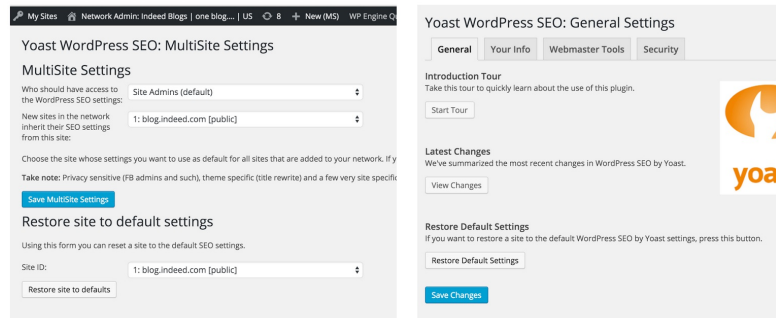 My Sites Network Admin: Indeed Blogs | one blog.... | US 8 + New (MS) WP Engine
Yoast WordPress SEO: MultiSite Settings
MultiSite Settings
Who should have access to
the WordPress SEO settings:
Site Admins (default)
New sites in the network
inherit their SEO settings
from this site:
1: blog.indeed.com [public]
Choose the site whose settings you want to use as default for all sites that are added to your network. If
Take note: Privacy sensitive (FB admins and such), theme specific (title rewrite) and a few very site
Save MultiSite Settings
Restore site to default settings
Using this form you can reset a site to the default SEO settings.
Site ID:
1: blog.indeed.com [public]
Restore site to defaults
Yoast WordPress SEO: General Settings
General Your Info Webmaster Tools Security
Introduction Tour
Take this tour to quickly learn about the use of this plugin.
Start Tour
Latest Changes
We've summarized the most recent changes in WordPress SEO by Yoast.
View Changes
yoa
Restore Default Settings
If you want to restore a site to the default WordPress SEO by Yoast settings, press this button.
Restore Default Settings
Save Changes